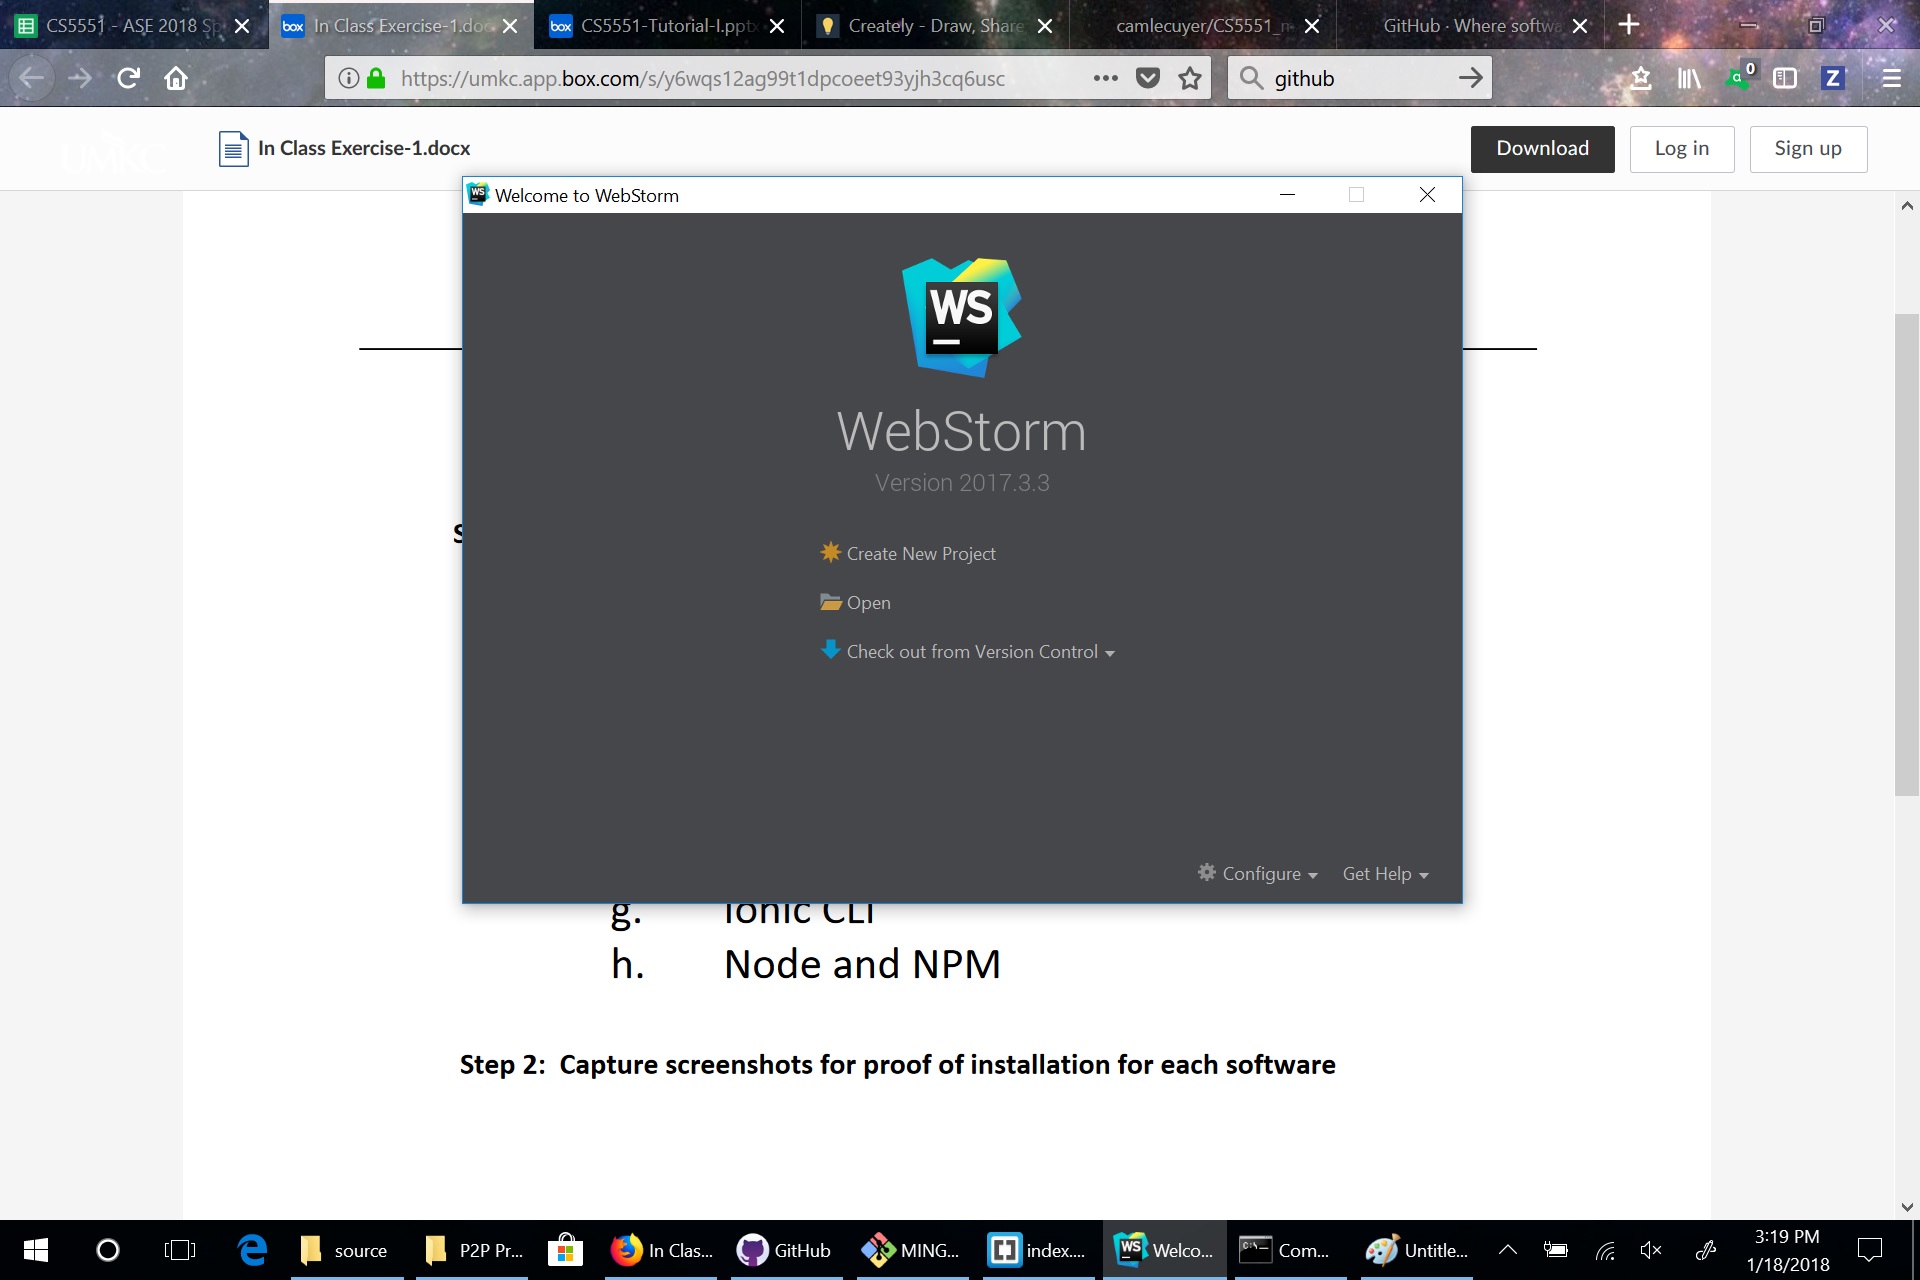 CS5551 - ASE 2018 Sp
In Class Exercise-1.doc
CS5551-Tutorial-I.pptx
Creately - Draw, Share
camlecuyer/CS5551_m
GitHub · Where softwa
https://umkc.app.box.com/s/y6wqs12ag99t1dpcoeet93yjh3cq6usc
github
0
Z
UMKC
In Class Exercise-1.docx
Download
Log in
Sign up
WS
Welcome to WebStorm
WS
WebStorm
Version 2017.3.3
Create New Project
Open
Check out from Version Control
Configure
Get Help
S
g. Ionic CLI
h. Node and NPM
Step 2: Capture screenshots for proof of installation for each software
source
P2P Pr...
In Clas...
GitHub
MING...
index....
Welco...
Com...
Untitle...
3:19 PM
1/18/2018